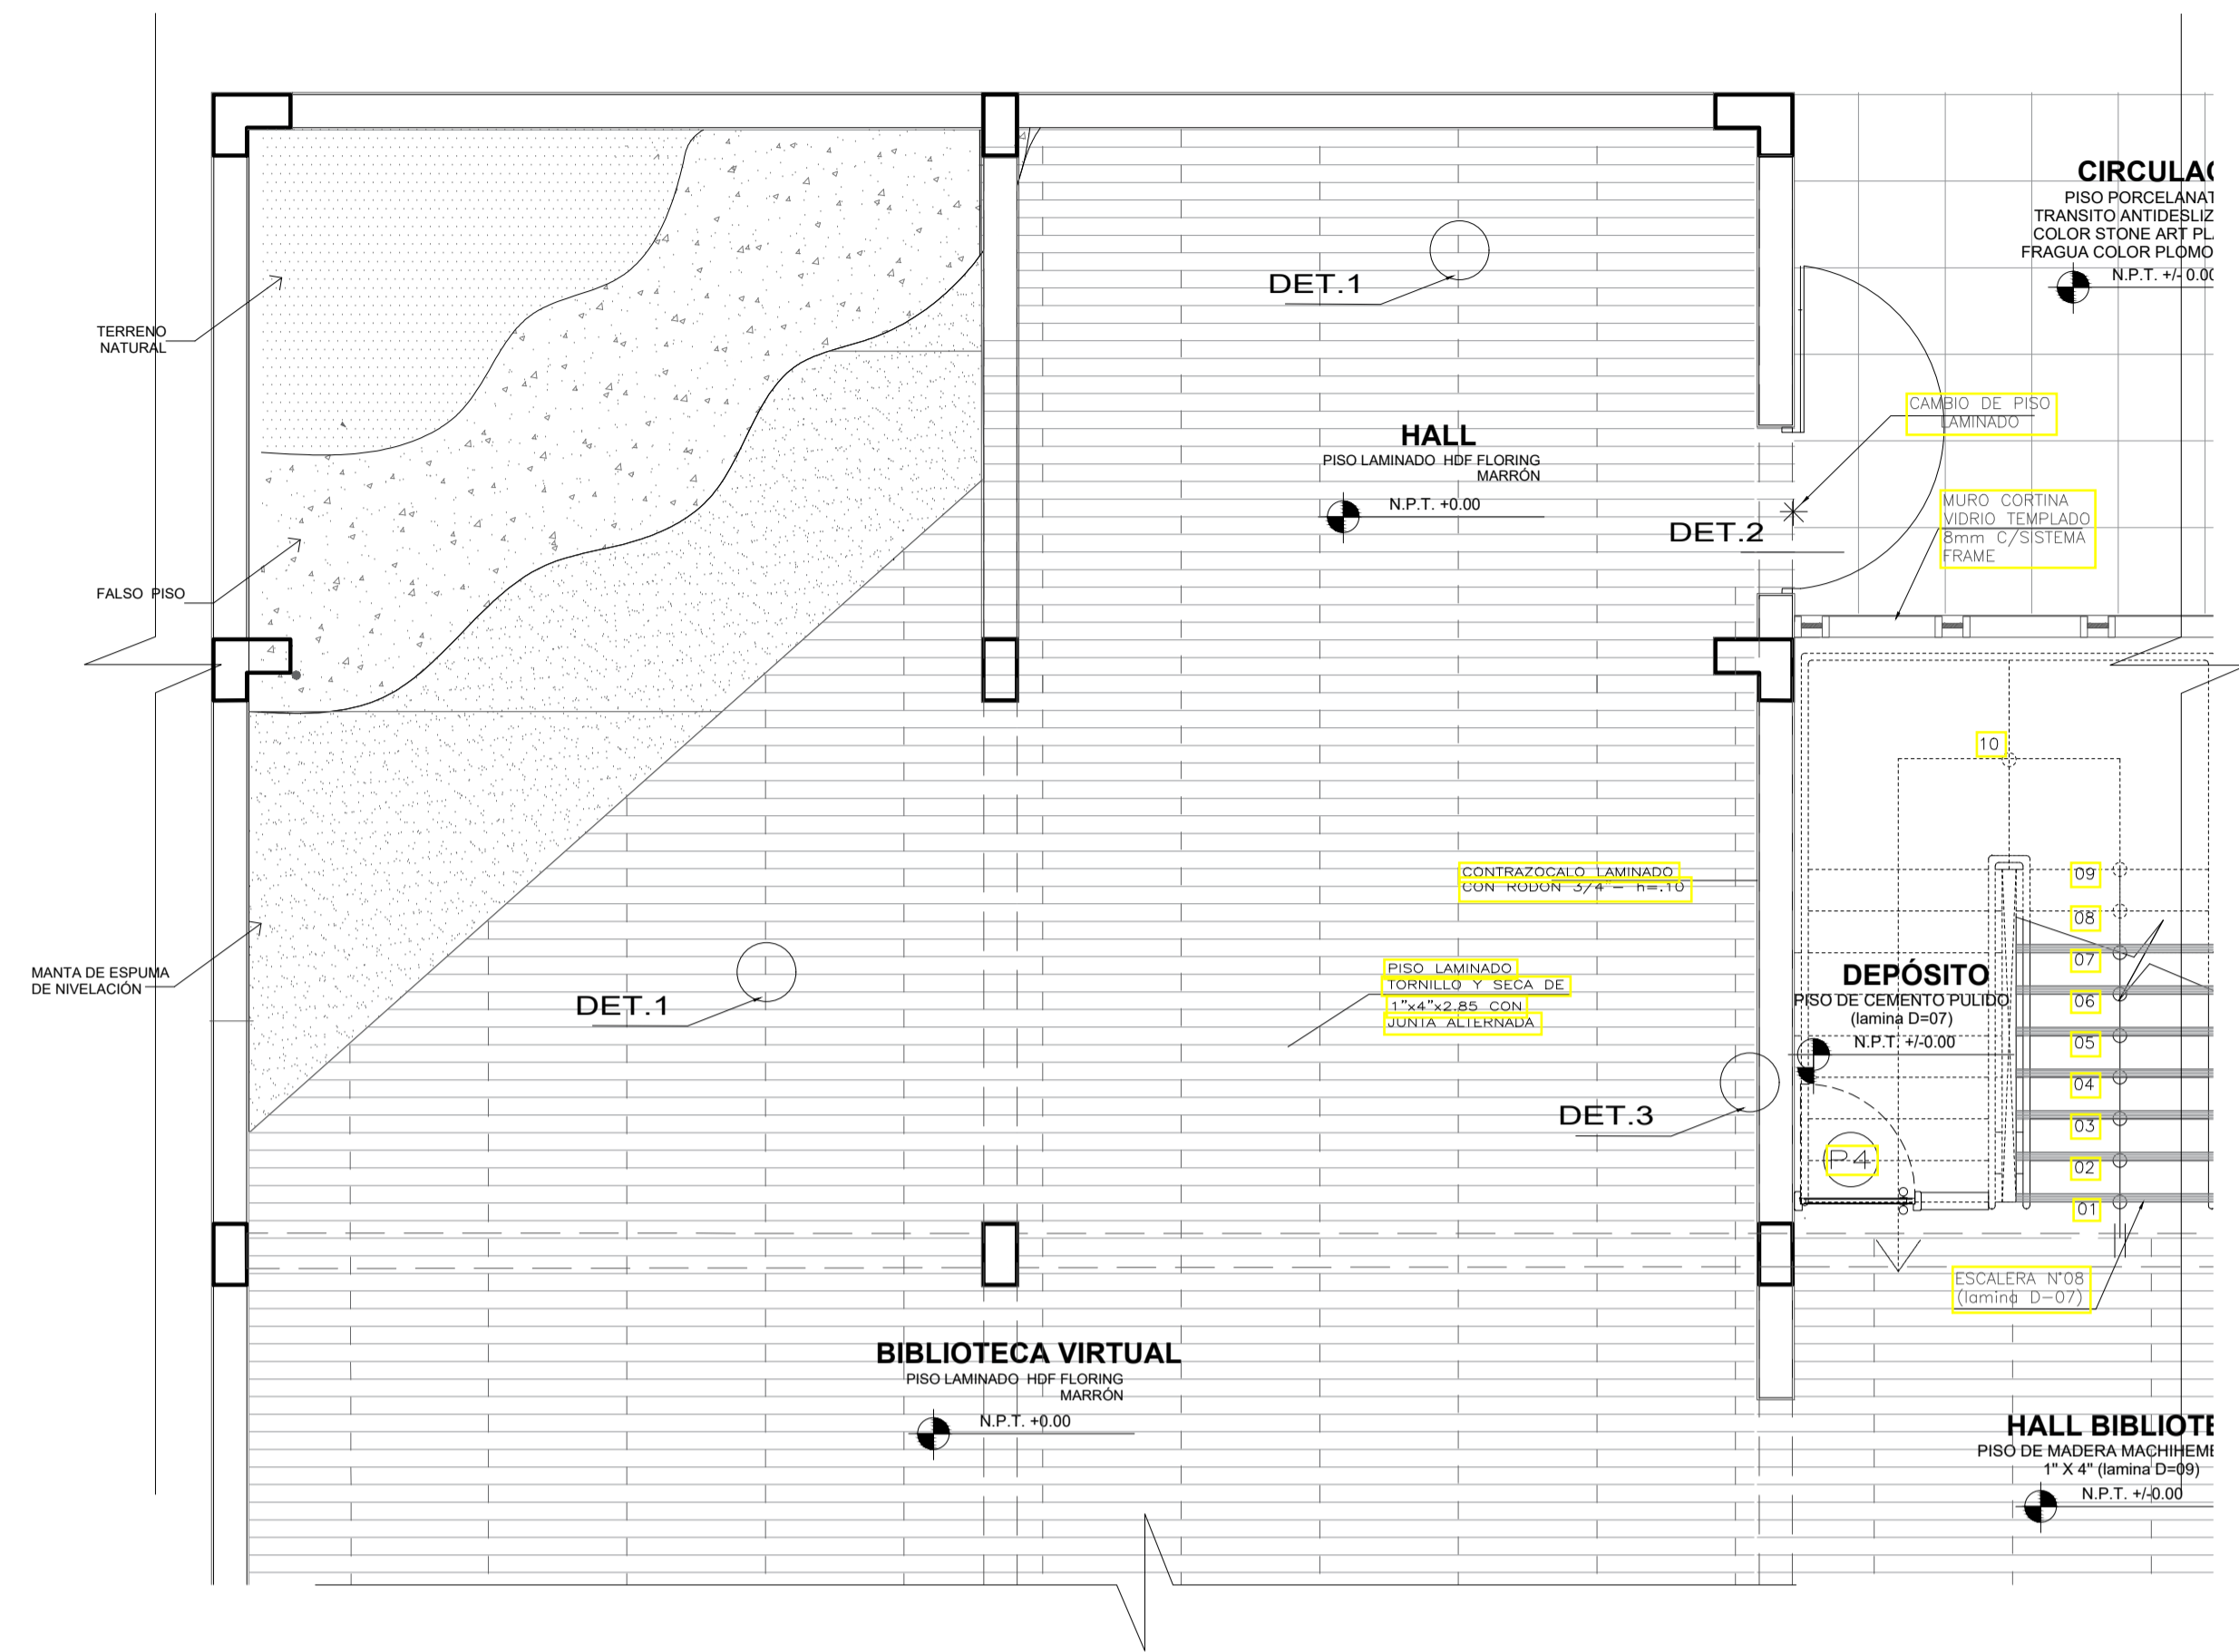 CIRCULAC
PISO PORCELANAT
TRANSITO ANTIDESLIZ
COLOR STONE ART PL
FRAGUA COLOR PLOMO
N.P.T. +/- 0.00
DET.1
TERRENO
NATURAL
CAMBIO DE PISO
LAMINADO
HALL
PISO LAMINADO HDF FLORING
MARRÓN
N.P.T. +0.00
MURO CORTINA
VIDRIO TEMPLADO
8mm C/SISTEMA
FRAME
DET.2
FALSO PISO
10
CONTRAZOCALO LAMINADO
CON RODON 3/4" - h=.10
09
08
07
06
05
04
03
02
01
MANTA DE ESPUMA
DE NIVELACIÓN
DET.1
PISO LAMINADO
TORNILLO Y SECA DE
1"x4"x2.85 CON
JUNTA ALTERNADA
DEPÓSITO
PISO DE CEMENTO PULIDO
(lamina D=07)
N.P.T. +/-0.00
DET.3
P4
ESCALERA N°08
(lamina D-07)
BIBLIOTECA VIRTUAL
PISO LAMINADO HDF FLORING
MARRÓN
N.P.T. +0.00
HALL BIBLIOTE
PISO DE MADERA MACHIHEME
1" X 4" (lamina D=09)
N.P.T. +/-0.00